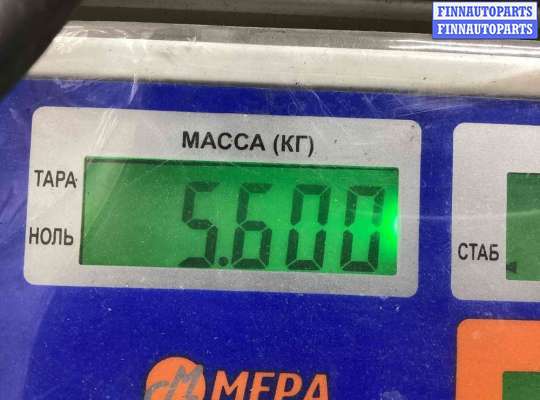 FINNAUTOPARTS
FINNAUTOPARTS
МАССА (КГ)
ТАРА
НОЛЬ
5.600
СТАБ
МЕРА